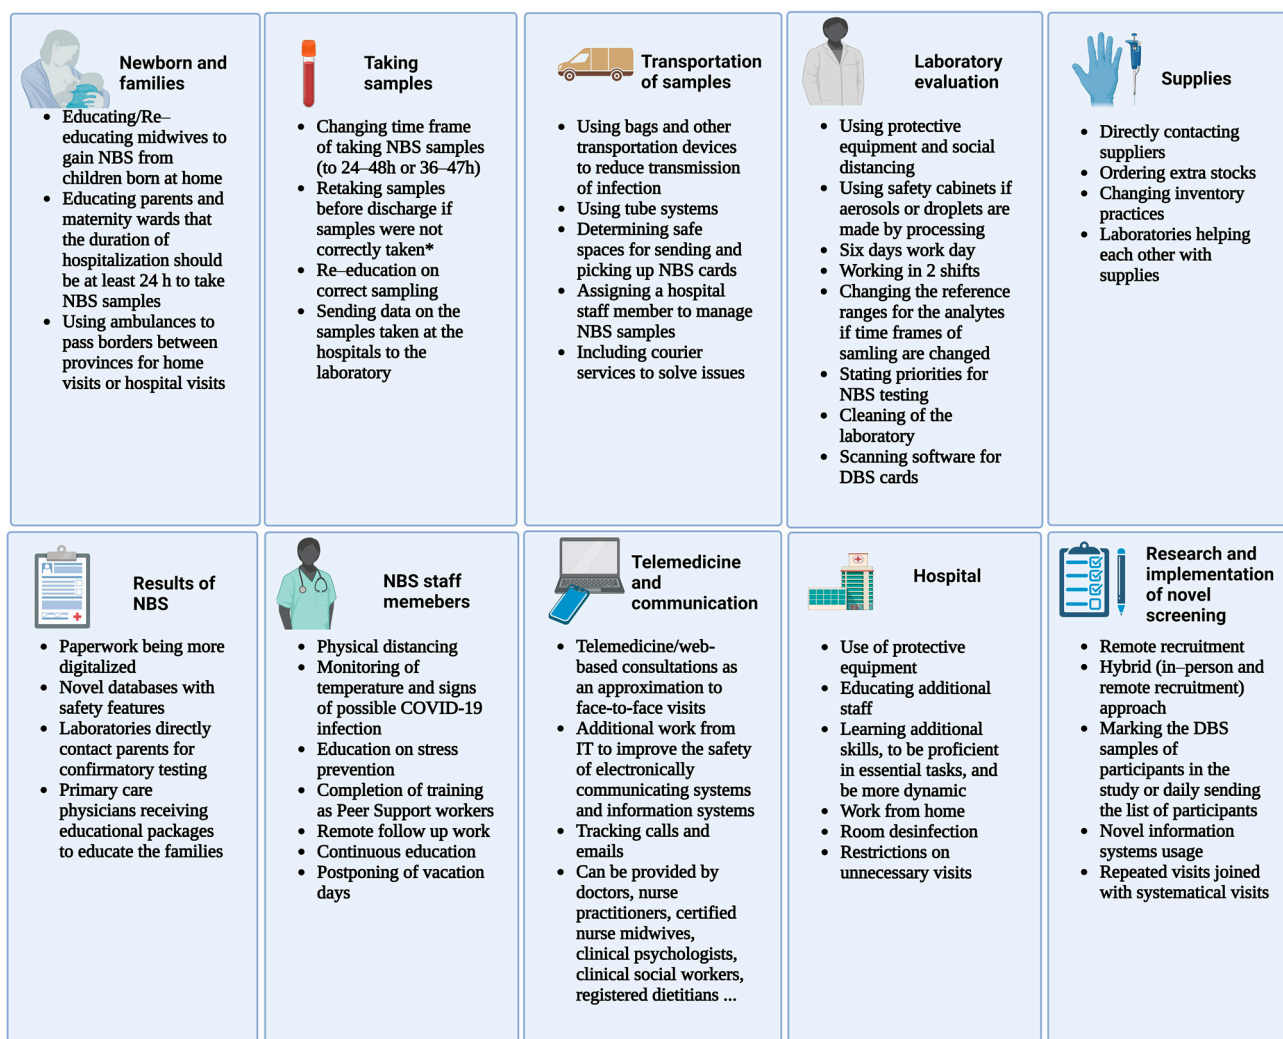 Newborn and
families
• Educating/Re–
educating midwives to
gain NBS from
children born at home
• Educating parents and
maternity wards that
the duration of
hospitalization should
be at least 24 h to take
NBS samples
• Using ambulances to
pass borders between
provinces for home
visits or hospital visits
Taking
samples
• Changing time frame
of taking NBS samples
(to 24–48h or 36–47h)
• Retaking samples
before discharge if
samples were not
correctly taken*
• Re–education on
correct sampling
• Sending data on the
samples taken at the
hospitals to the
laboratory
Transportation
of samples
• Using bags and other
transportation devices
to reduce transmission
of infection
• Using tube systems
• Determining safe
spaces for sending and
picking up NBS cards
• Assigning a hospital
staff member to manage
NBS samples
• Including courier
services to solve issues
Laboratory
evaluation
• Using protective
equipment and social
distancing
• Using safety cabinets if
aerosols or droplets are
made by processing
• Six days work day
• Working in 2 shifts
• Changing the reference
ranges for the analytes
if time frames of
samling are changed
• Stating priorities for
NBS testing
• Cleaning of the
laboratory
• Scanning software for
DBS cards
Supplies
• Directly contacting
suppliers
• Ordering extra stocks
• Changing inventory
practices
• Laboratories helping
each other with
supplies
Results of
NBS
• Paperwork being more
digitalized
• Novel databases with
safety features
• Laboratories directly
contact parents for
confirmatory testing
• Primary care
physicians receiving
educational packages
to educate the families
NBS staff
memebers
• Physical distancing
• Monitoring of
temperature and signs
of possible COVID-19
infection
• Education on stress
prevention
• Completion of training
as Peer Support workers
• Remote follow up work
• Continuous education
• Postponing of vacation
days
Telemedicine
and
communication
• Telemedicine/web-
based consultations as
an approximation to
face-to-face visits
• Additional work from
IT to improve the safety
of electronically
communicating systems
and information systems
• Tracking calls and
emails
• Can be provided by
doctors, nurse
practitioners, certified
nurse midwives,
clinical psychologists,
clinical social workers,
registered dietitians ...
Hospital
• Use of protective
equipment
• Educating additional
staff
• Learning additional
skills, to be proficient
in essential tasks, and
be more dynamic
• Work from home
• Room desinfection
• Restrictions on
unnecessary visits
Research and
implementation
of novel
screening
• Remote recruitment
• Hybrid (in–person and
remote recruitment)
approach
• Marking the DBS
samples of
participants in the
study or daily sending
the list of participants
• Novel information
systems usage
• Repeated visits joined
with systematical visits